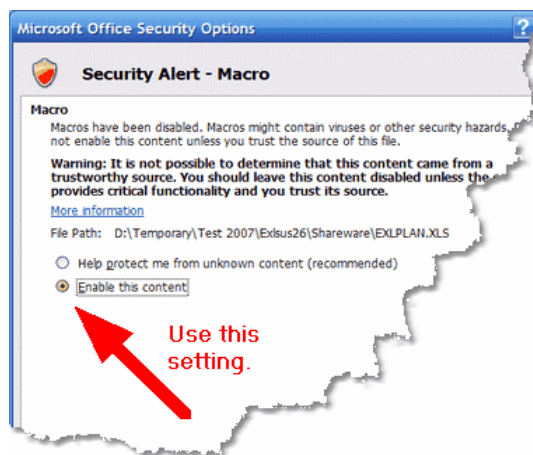 Microsoft Office Security Options
?
Security Alert - Macro
Macro
Macros have been disabled. Macros might contain viruses or other security hazards.
not enable this content unless you trust the source of this file.
Warning: It is not possible to determine that this content came from a
trustworthy source. You should leave this content disabled unless the
provides critical functionality and you trust its source.
More information
File Path: D:\Temporary\Test 2007\Exlsus26\Shareware\EXLPLAN.XLS
Help protect me from unknown content (recommended)
Enable this content
Use this
setting.